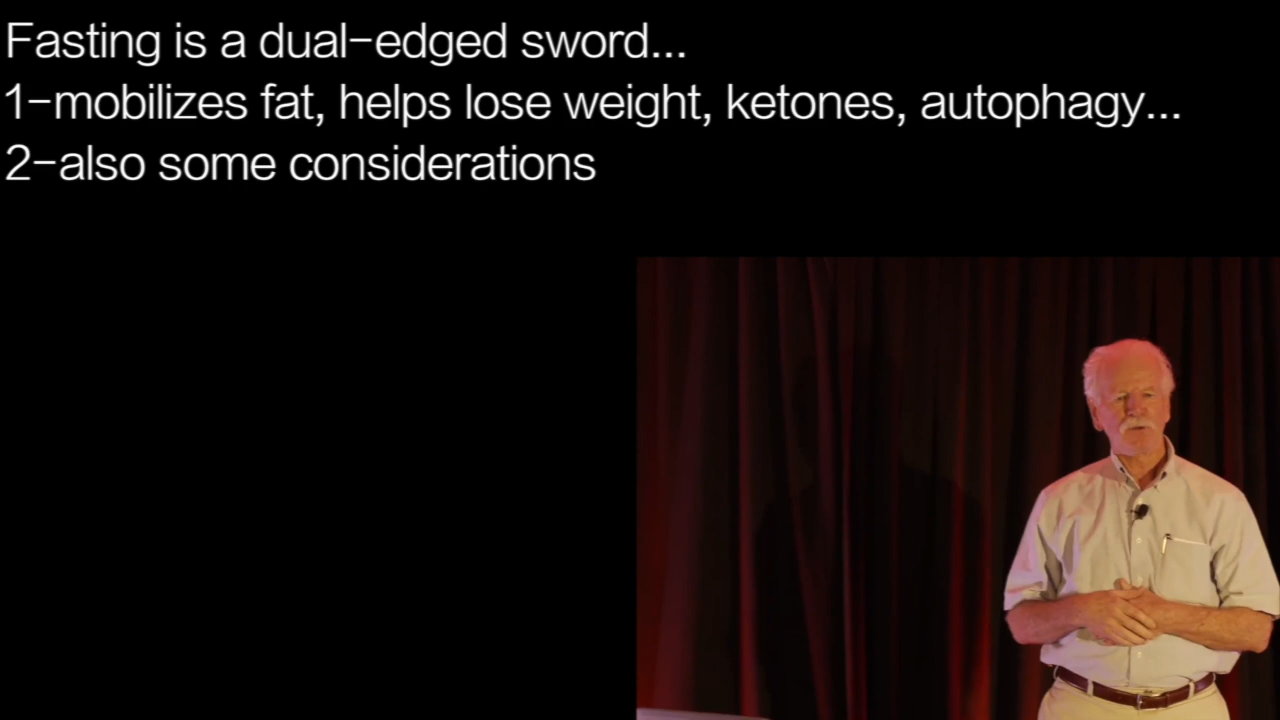 Fasting is a dual-edged sword...
1-mobilizes fat, helps lose weight, ketones, autophagy...
2-also some considerations